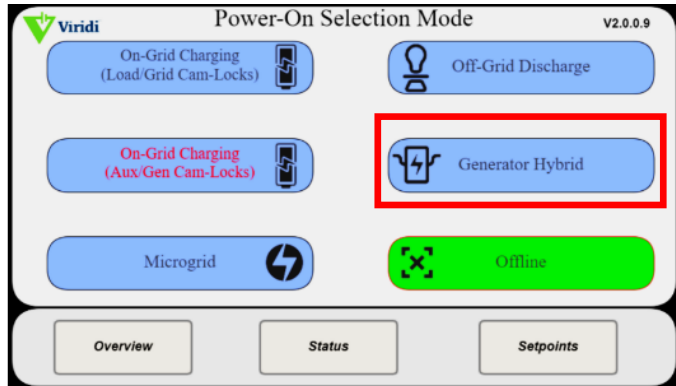 Viridi
Power-On Selection Mode
V2.0.0.9
On-Grid Charging
(Load/Grid Cam-Locks)
Off-Grid Discharge
On-Grid Charging
(Aux/Gen Cam-Locks)
Generator Hybrid
Microgrid
Offline
Overview
Status
Setpoints